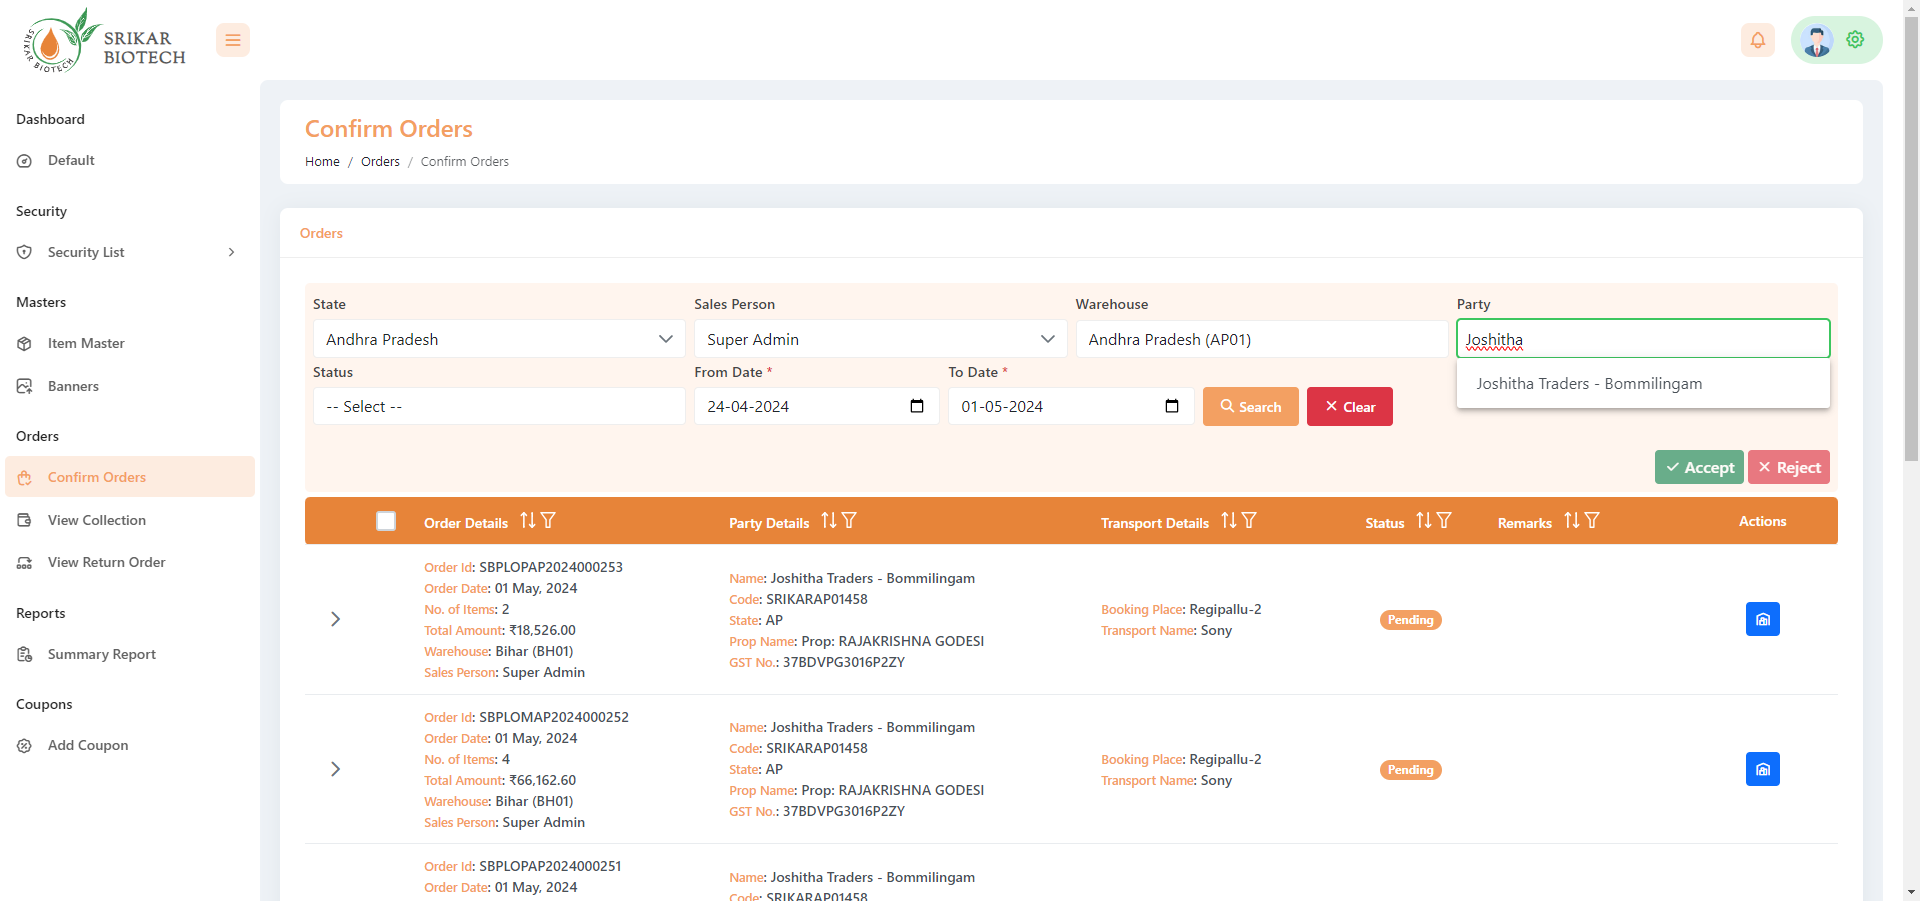 SRIKAR BIOTECH
SRIKAR
BIOTECH
Dashboard
Default
Security
Security List
Masters
Item Master
Banners
Orders
Confirm Orders
View Collection
View Return Order
Reports
Summary Report
Coupons
Add Coupon
Confirm Orders
Home / Orders / Confirm Orders
Orders
State Sales Person Warehouse Party
Andhra Pradesh Super Admin Andhra Pradesh (AP01) Joshitha
Joshitha Traders - Bommilingam
Status From Date * To Date *
-- Select -- 24-04-2024 01-05-2024 Search Clear
Accept Reject
Order Details Party Details Transport Details Status Remarks Actions
Order Id: SBPLOPAP2024000253
Order Date: 01 May, 2024
No. of Items: 2
Total Amount: ₹18,526.00
Warehouse: Bihar (BH01)
Sales Person: Super Admin
Name: Joshitha Traders - Bommilingam
Code: SRIKARAP01458
State: AP
Prop Name: Prop: RAJAKRISHNA GODESI
GST No.: 37BDVPG3016P2ZY
Booking Place: Regipallu-2
Transport Name: Sony
Pending
Order Id: SBPLOMAP2024000252
Order Date: 01 May, 2024
No. of Items: 4
Total Amount: ₹66,162.60
Warehouse: Bihar (BH01)
Sales Person: Super Admin
Name: Joshitha Traders - Bommilingam
Code: SRIKARAP01458
State: AP
Prop Name: Prop: RAJAKRISHNA GODESI
GST No.: 37BDVPG3016P2ZY
Booking Place: Regipallu-2
Transport Name: Sony
Pending
Order Id: SBPLOPAP2024000251
Order Date: 01 May, 2024
Name: Joshitha Traders - Bommilingam
Code: SRIKARAP01458